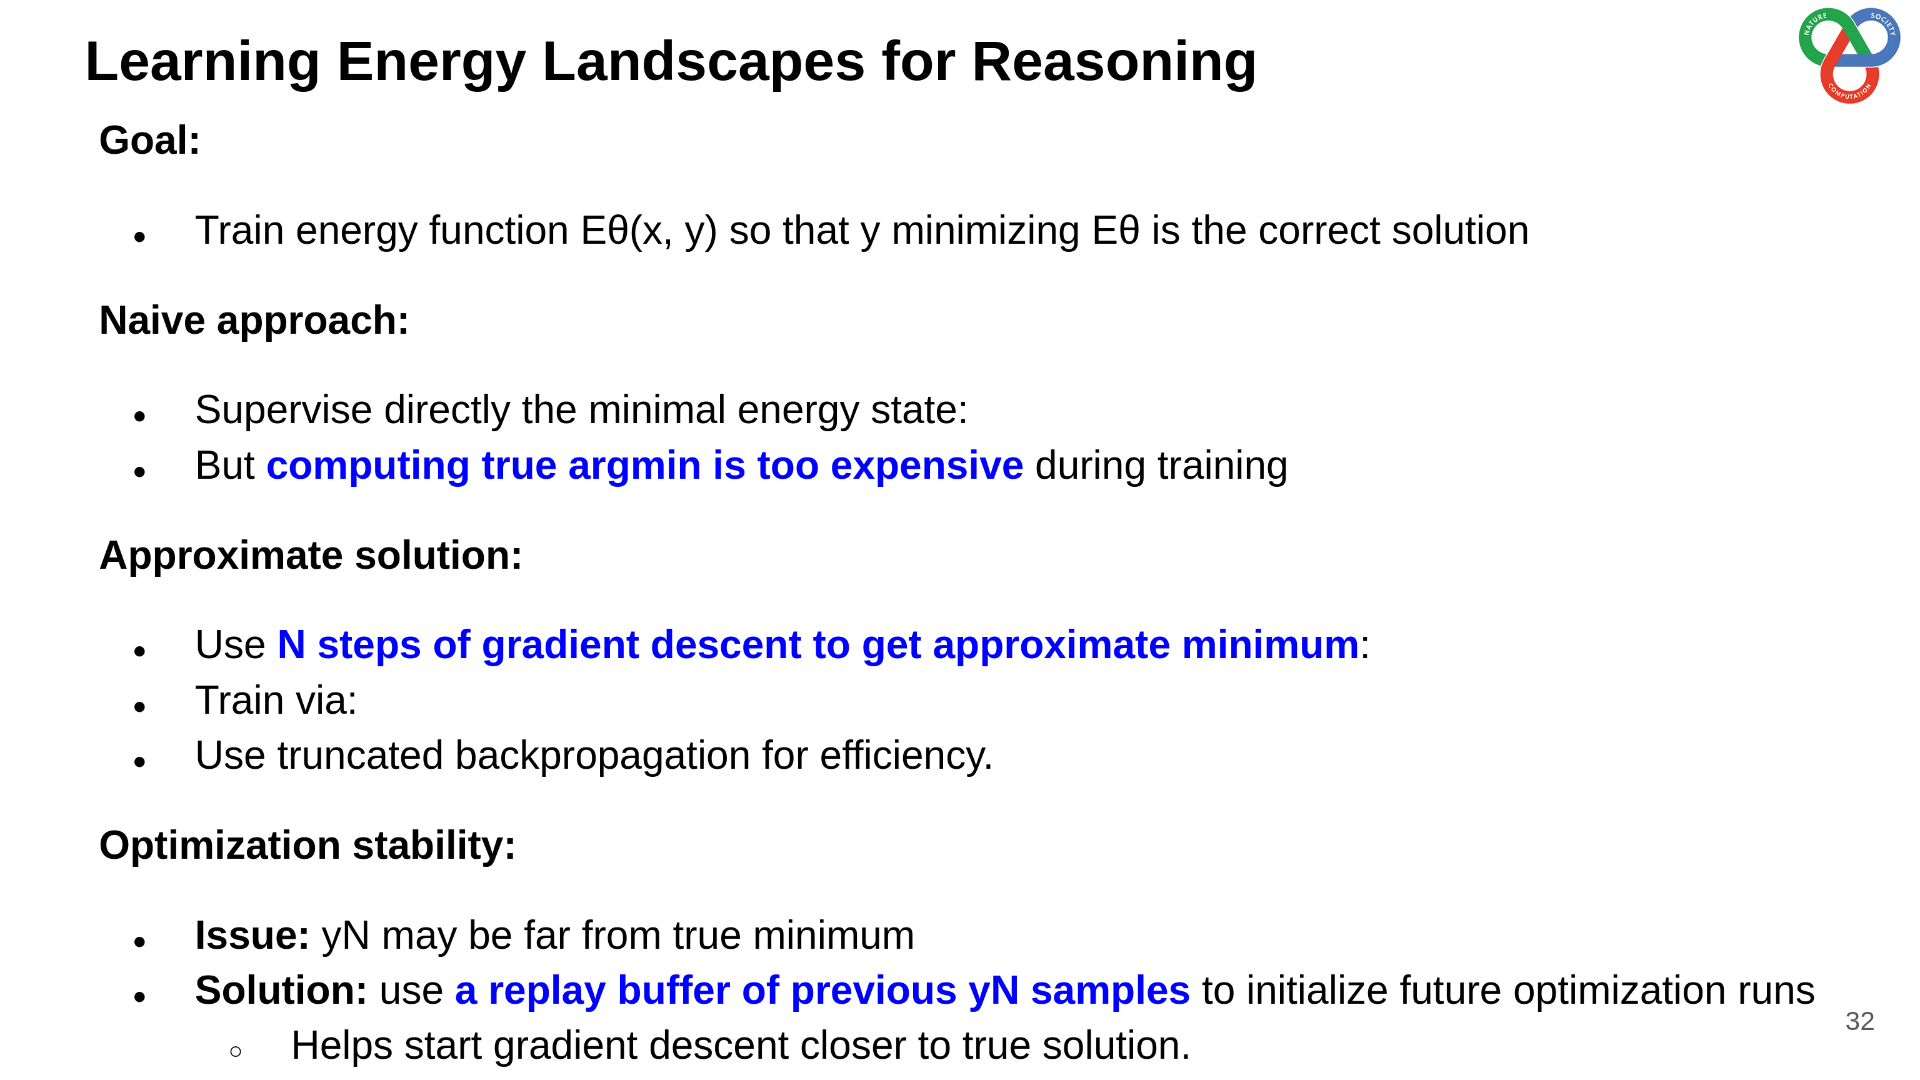 Learning Energy Landscapes for Reasoning
NATURE
SOCIETY
COMPUTATION
Goal:
● Train energy function Eθ(x, y) so that y minimizing Eθ is the correct solution
Naive approach:
● Supervise directly the minimal energy state:
● But computing true argmin is too expensive during training
Approximate solution:
● Use N steps of gradient descent to get approximate minimum:
● Train via:
● Use truncated backpropagation for efficiency.
Optimization stability:
● Issue: yN may be far from true minimum
● Solution: use a replay buffer of previous yN samples to initialize future optimization runs
○ Helps start gradient descent closer to true solution.
32